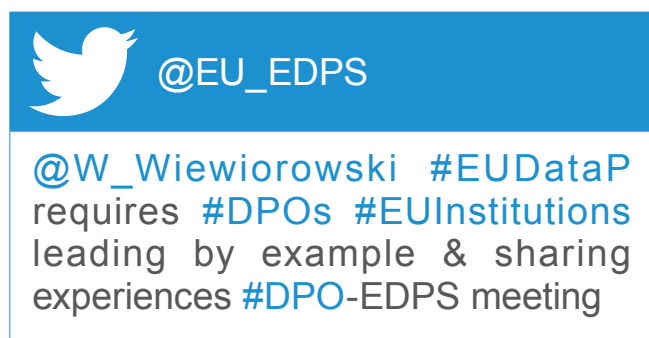 @EU_EDPS
@W_Wiewiorowski #EUDataP
requires #DPOs #EUInstitutions
leading by example & sharing
experiences #DPO-EDPS meeting